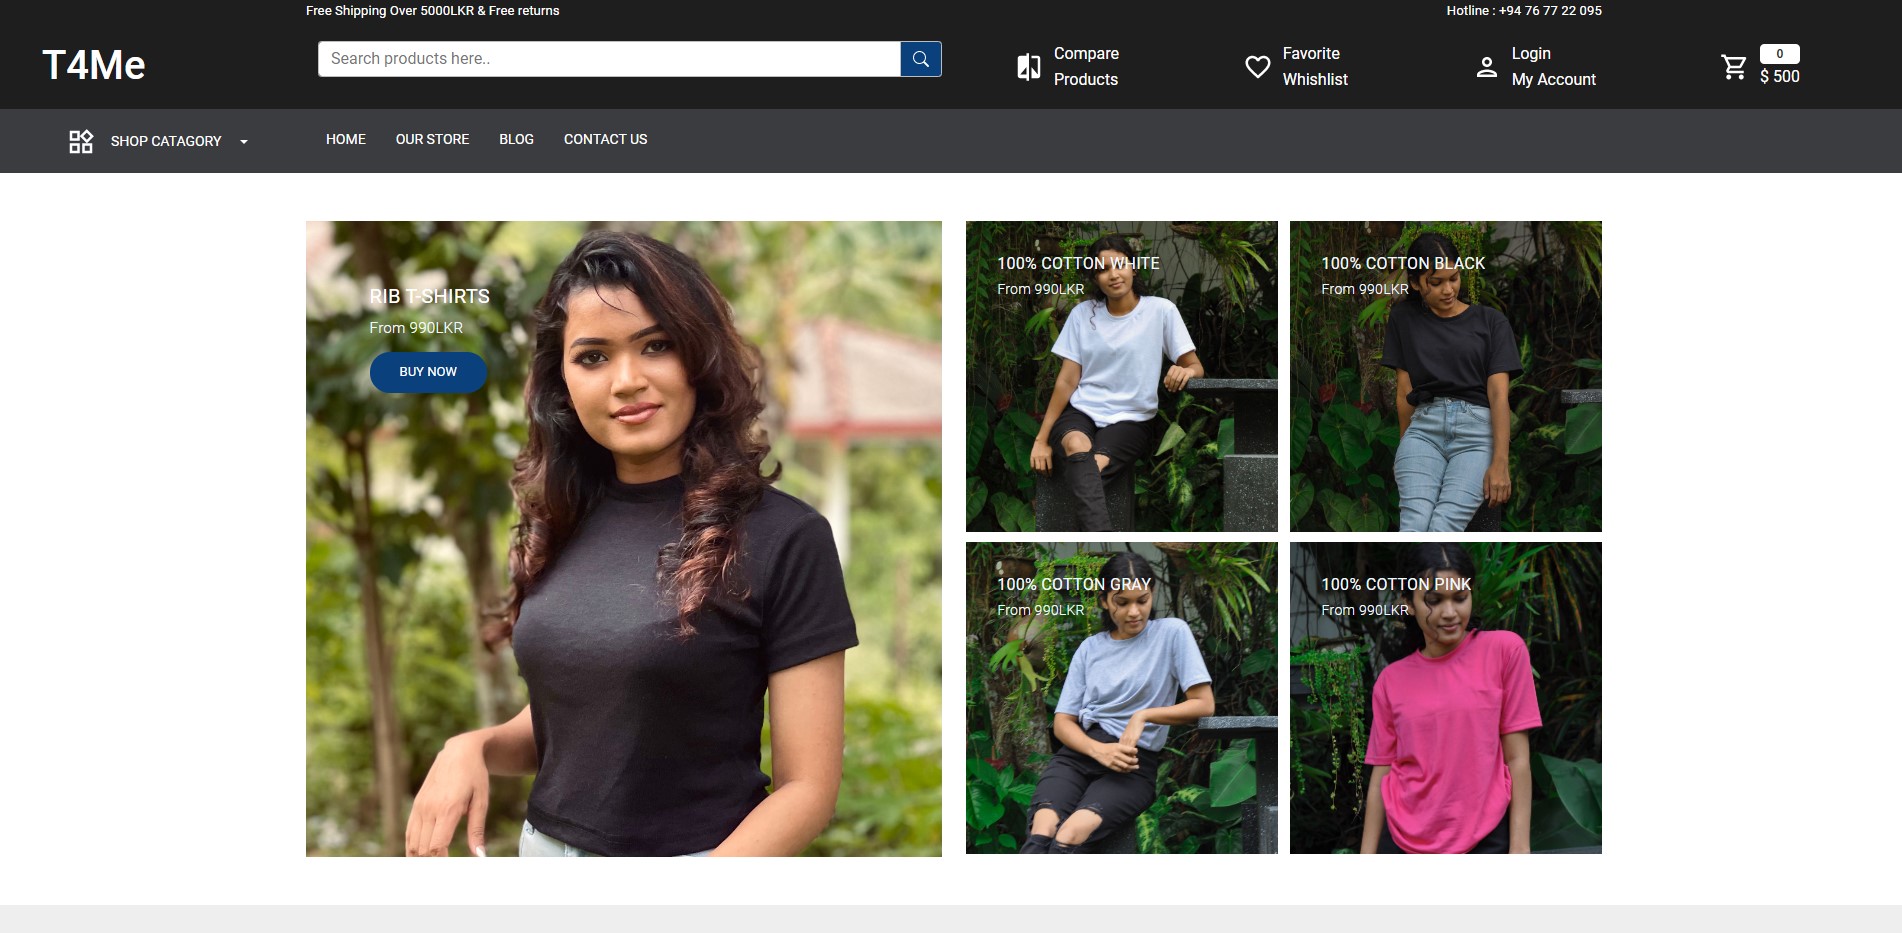 Free Shipping Over 5000LKR & Free returns
Hotline : +94 76 77 22 095
T4Me
Search products here..
Compare
Products
Favorite
Whishlist
Login
My Account
0
$ 500
SHOP CATAGORY
HOME
OUR STORE
BLOG
CONTACT US
RIB T-SHIRTS
From 990LKR
BUY NOW
100% COTTON WHITE
From 990LKR
100% COTTON BLACK
From 990LKR
100% COTTON GRAY
From 990LKR
100% COTTON PINK
From 990LKR